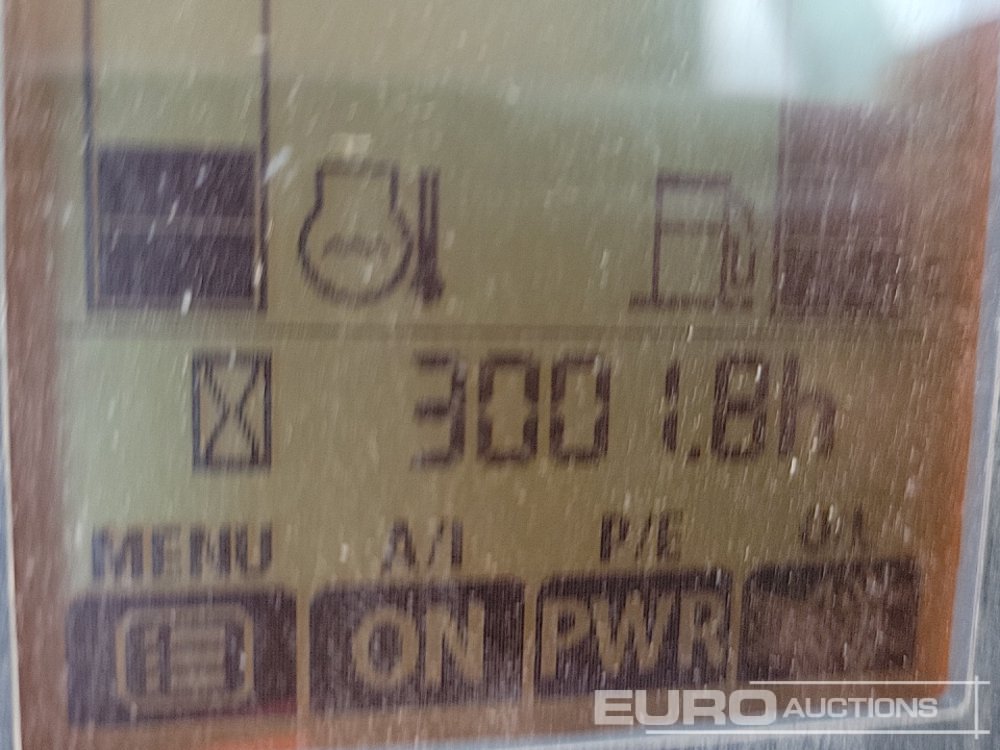 3001.8h
MENU A/I P/E
ON PWR
EURO AUCTIONS